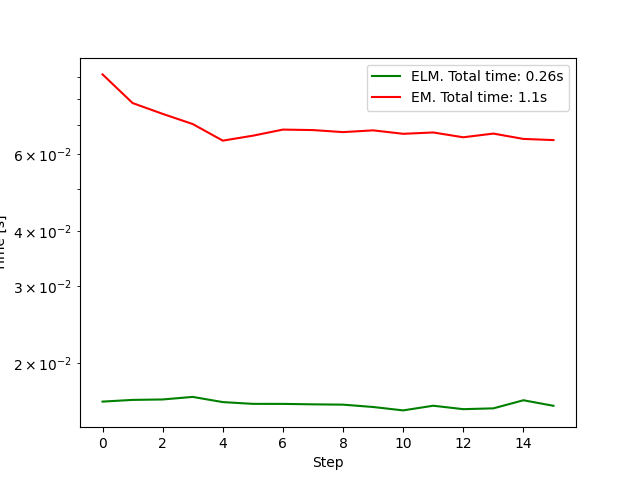 ELM. Total time: 0.26s
EM. Total time: 1.1s
6 × 10⁻²
4 × 10⁻²
3 × 10⁻²
2 × 10⁻²
0 2 4 6 8 10 12 14
Step